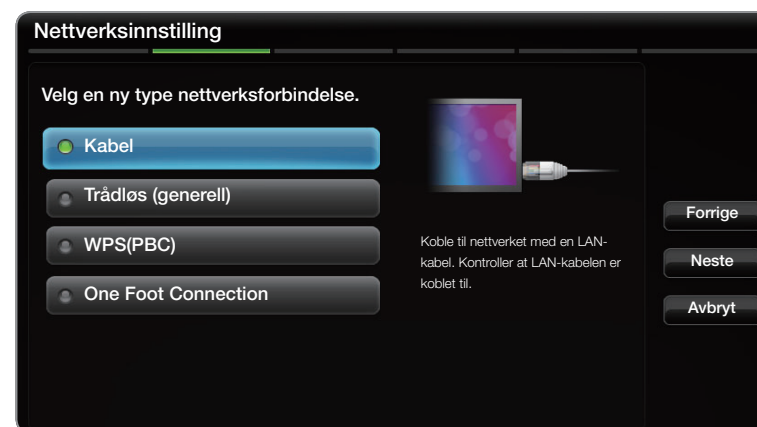 Nettverksinnstilling
Velg en ny type nettverksforbindelse.
Kabel
Trådløs (generell)
WPS(PBC)
One Foot Connection
Koble til nettverket med en LAN-
kabel. Kontroller at LAN-kabelen er
koblet til.
Forrige
Neste
Avbryt